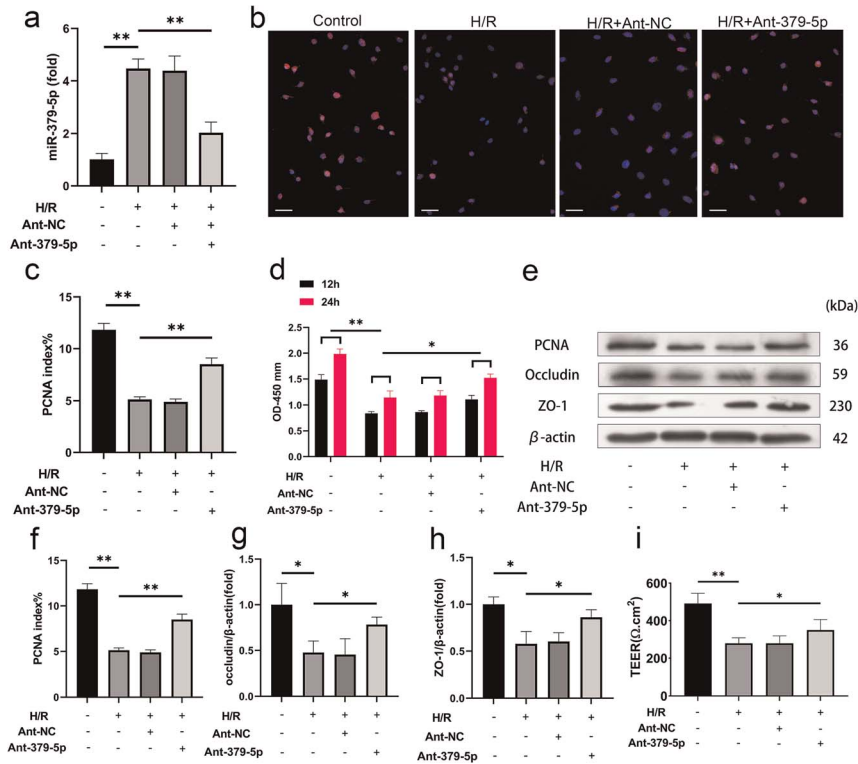 a
miR-379-5p (fold)
6
4
2
0
** **
H/R - + + +
Ant-NC - - + +
Ant-379-5p - - - +
b
Control H/R H/R+Ant-NC H/R+Ant-379-5p
c
PCNA index%
15
10
5
0
** **
H/R - + + +
Ant-NC - - + -
Ant-379-5p - - - +
d
12h
24h
OD-450 mm
2.5
2.0
1.5
1.0
0.5
0.0
** *
H/R - + + +
Ant-NC - - + -
Ant-379-5p - - - +
e
(kDa)
PCNA 36
Occludin 59
ZO-1 230
β-actin 42
H/R - + + +
Ant-NC - - + -
Ant-379-5p - - - +
f
PCNA index%
15
10
5
0
** **
H/R - + + +
Ant-NC - - + -
Ant-379-5p - - - +
g
occludin/β-actin(fold)
1.5
1.0
0.5
0.0
* *
H/R - + + +
Ant-NC - - + -
Ant-379-5p - - - +
h
ZO-1/β-actin(fold)
1.5
1.0
0.5
0.0
* *
H/R - + + +
Ant-NC - - + -
Ant-379-5p - - - +
i
TEER(Ω.cm²)
600
400
200
0
** *
H/R - + + +
Ant-NC - - + -
Ant-379-5p - - - +